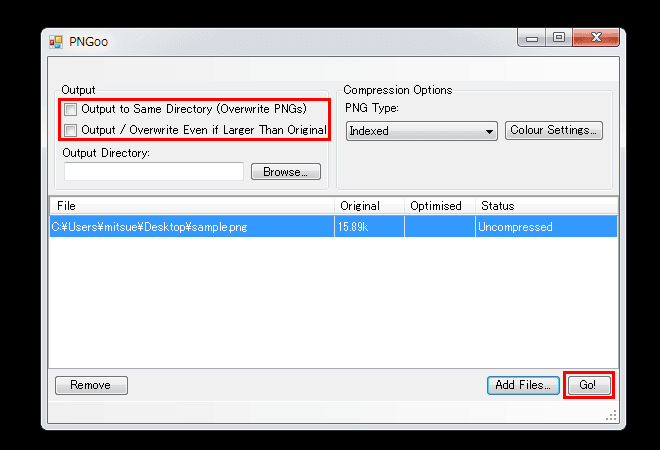 PNGoo
Output
Output to Same Directory (Overwrite PNGs)
Output / Overwrite Even if Larger Than Original
Output Directory:
Browse...
Compression Options
PNG Type:
Indexed
Colour Settings...
File Original Optimised Status
C:¥Users¥mitsue¥Desktop¥sample.png 15.89k Uncompressed
Remove
Add Files...
Go!